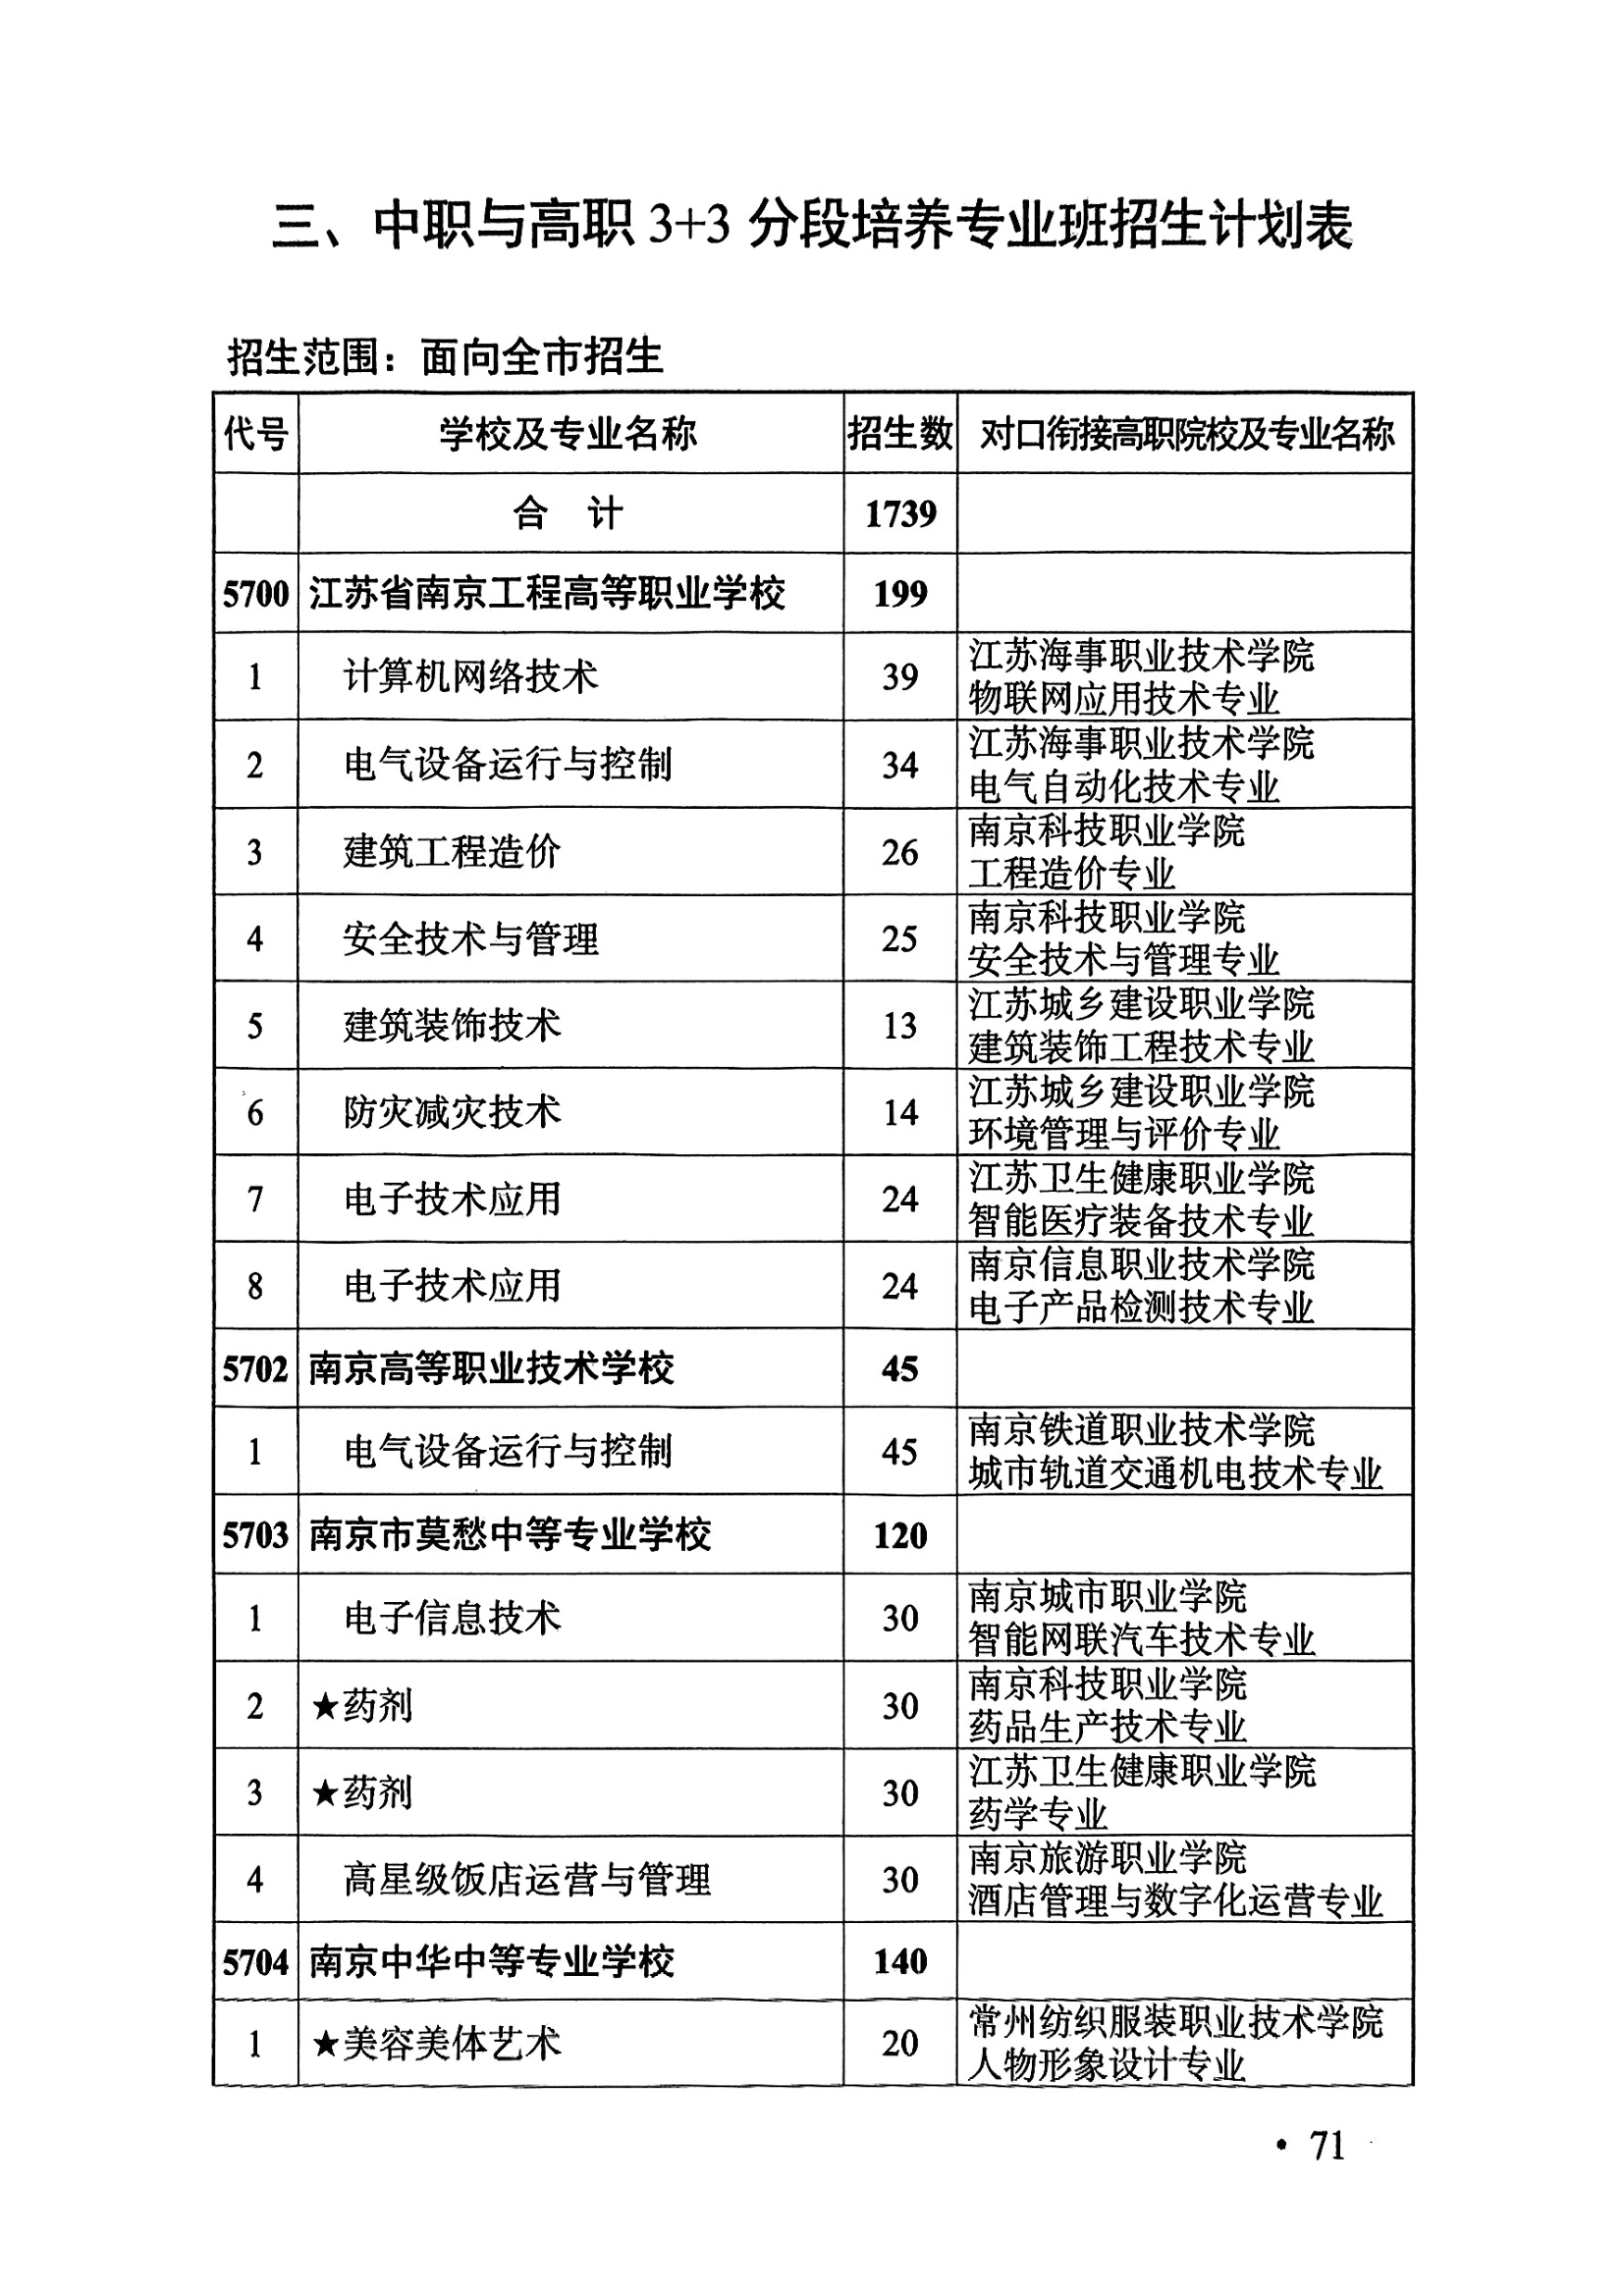 三、中职与高职 3+3 分段培养专业班招生计划表
招生范围：面向全市招生
代号 学校及专业名称 招生数 对口衔接高职院校及专业名称
合 计 1739
5700 江苏省南京工程高等职业学校 199
1 计算机网络技术 39 江苏海事职业技术学院
物联网应用技术专业
2 电气设备运行与控制 34 江苏海事职业技术学院
电气自动化技术专业
3 建筑工程造价 26 南京科技职业学院
工程造价专业
4 安全技术与管理 25 南京科技职业学院
安全技术与管理专业
5 建筑装饰技术 13 江苏城乡建设职业学院
建筑装饰工程技术专业
6 防灾减灾技术 14 江苏城乡建设职业学院
环境管理与评价专业
7 电子技术应用 24 江苏卫生健康职业学院
智能医疗装备技术专业
8 电子技术应用 24 南京信息职业技术学院
电子产品检测技术专业
5702 南京高等职业技术学校 45
1 电气设备运行与控制 45 南京铁道职业技术学院
城市轨道交通机电技术专业
5703 南京市莫愁中等专业学校 120
1 电子信息技术 30 南京城市职业学院
智能网联汽车技术专业
2 ★药剂 30 南京科技职业学院
药品生产技术专业
3 ★药剂 30 江苏卫生健康职业学院
药学专业
4 高星级饭店运营与管理 30 南京旅游职业学院
酒店管理与数字化运营专业
5704 南京中华中等专业学校 140
1 ★美容美体艺术 20 常州纺织服装职业技术学院
人物形象设计专业
• 71